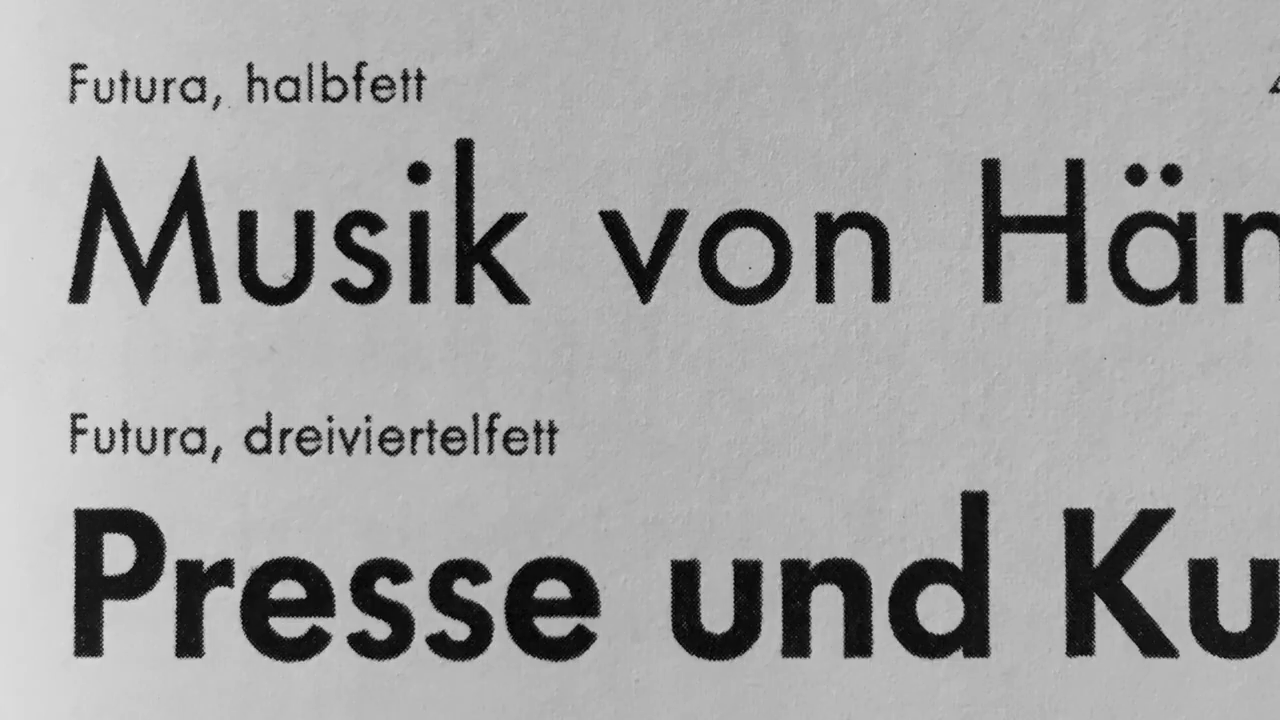 Futura, halbfett
Musik von Hän
Futura, dreiviertelfett
Presse und Ku